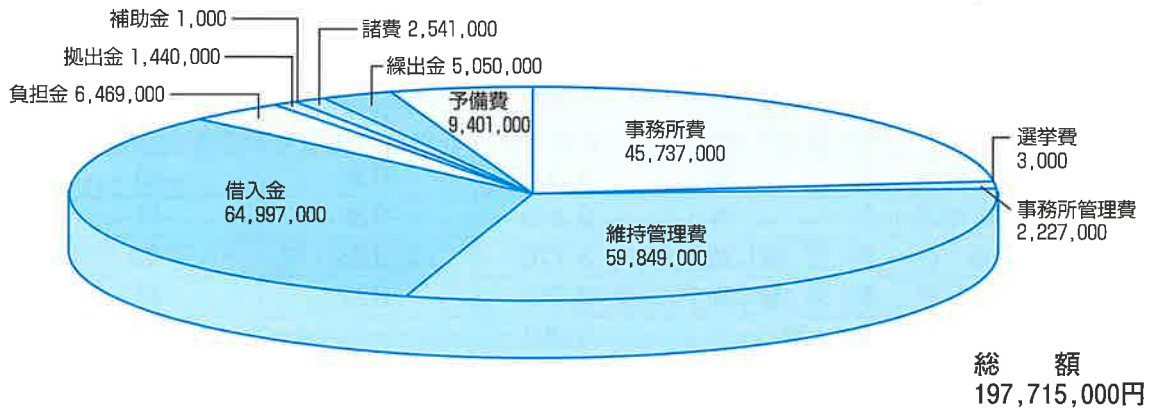 補助金 1,000
諸費 2,541,000
拠出金 1,440,000
繰出金 5,050,000
負担金 6,469,000
予備費
9,401,000
事務所費
45,737,000
選挙費
3,000
事務所管理費
2,227,000
維持管理費
59,849,000
借入金
64,997,000
総 額
197,715,000円